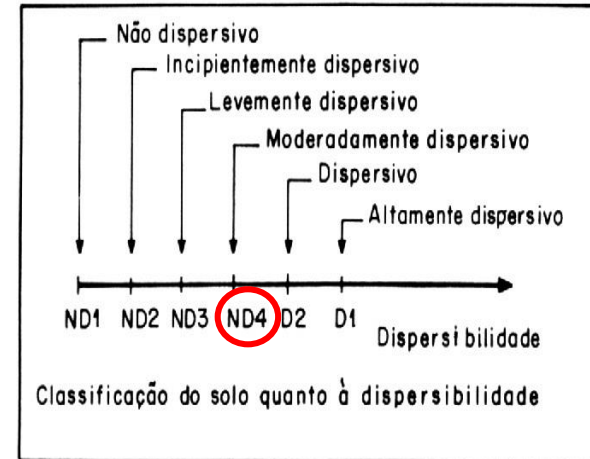 Não dispersivo
Incipientemente dispersivo
Levemente dispersivo
Moderadamente dispersivo
Dispersivo
Altamente dispersivo
ND1 ND2 ND3 ND4 D2 D1
Dispersibilidade
Classificação do solo quanto à dispersibilidade